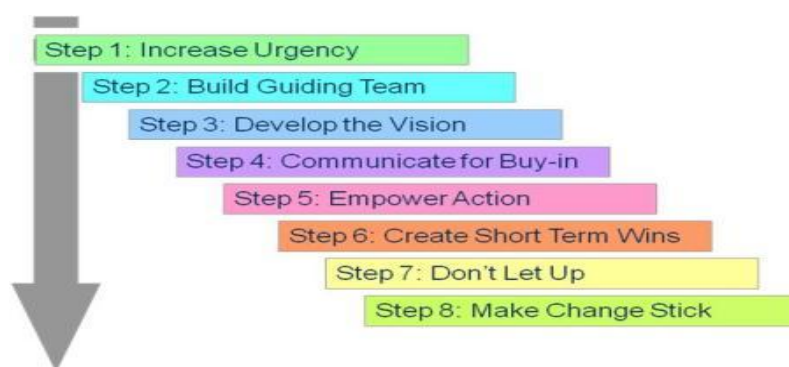 Step 1: Increase Urgency
Step 2: Build Guiding Team
Step 3: Develop the Vision
Step 4: Communicate for Buy-in
Step 5: Empower Action
Step 6: Create Short Term Wins
Step 7: Don't Let Up
Step 8: Make Change Stick